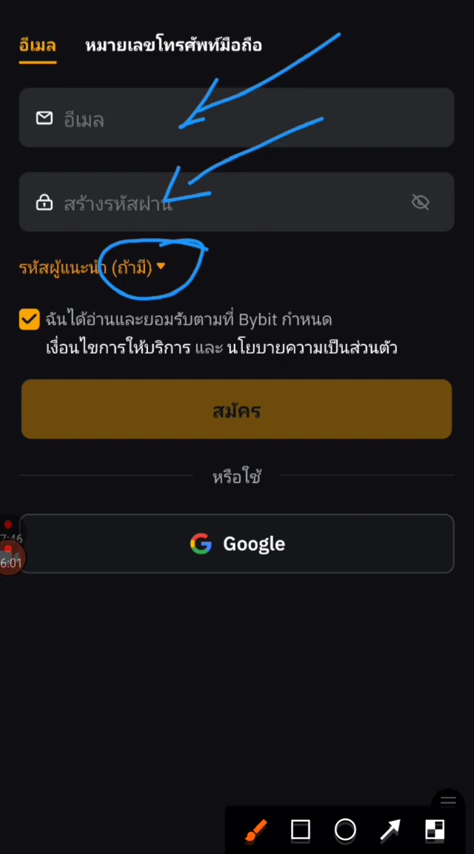 อีเมล หมายเลขโทรศัพท์มือถือ
อีเมล
สร้างรหัสผ่าน
รหัสผู้แนะนำ (ถ้ามี)
ฉันได้อ่านและยอมรับตามที่ Bybit กำหนด
เงื่อนไขการให้บริการ และ นโยบายความเป็นส่วนตัว
สมัคร
หรือใช้
Google
7:46
6:01